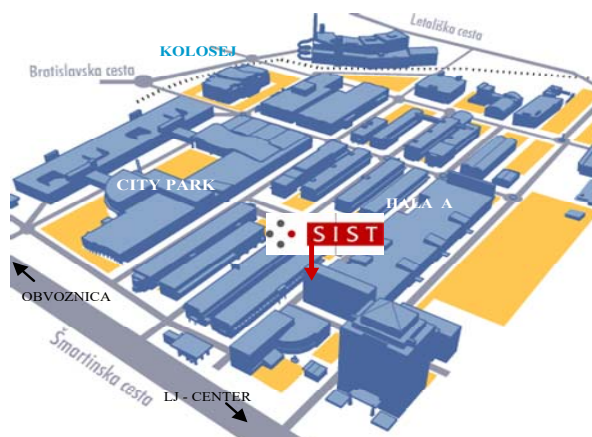 Letališka cesta
KOLOSEJ
Bratislavska cesta
CITY PARK
HALA A
SIST
OBVOZNICA
Šmartinska cesta
LJ - CENTER